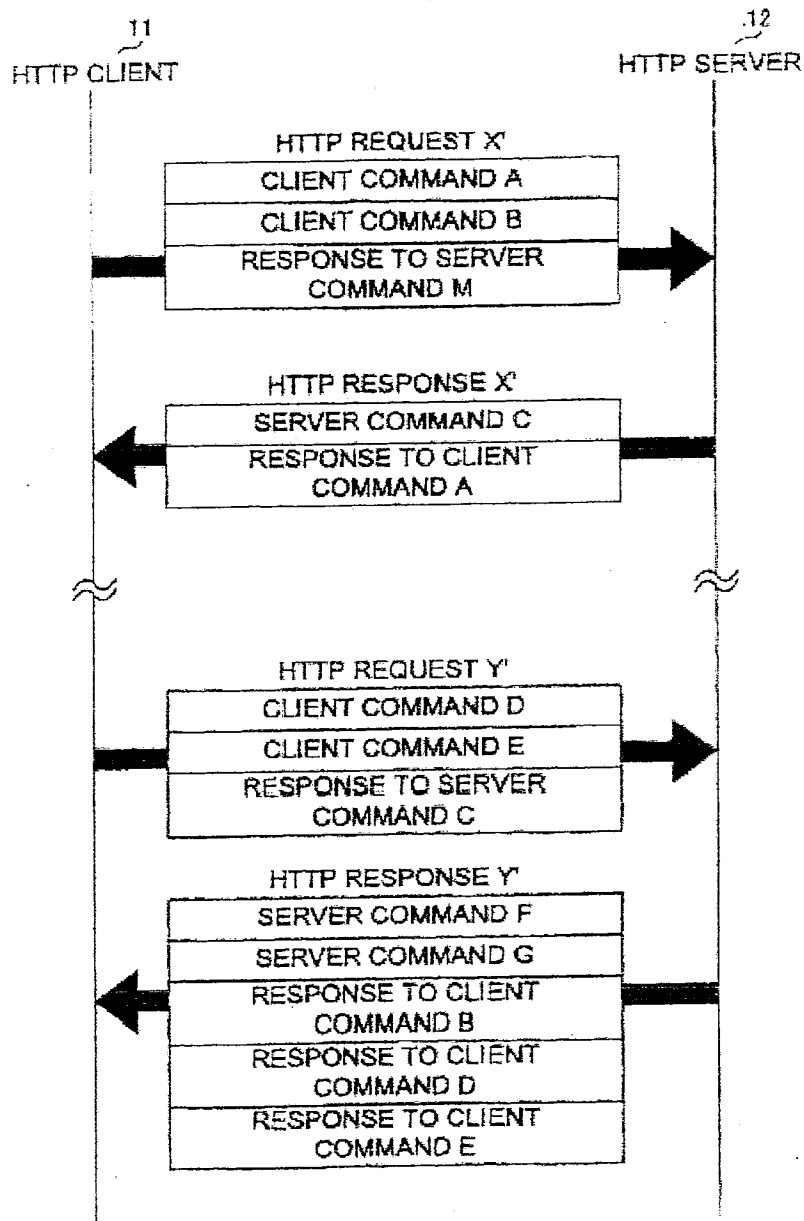 11
HTTP CLIENT
12
HTTP SERVER
HTTP REQUEST X'
CLIENT COMMAND A
CLIENT COMMAND B
RESPONSE TO SERVER
COMMAND M
HTTP RESPONSE X'
SERVER COMMAND C
RESPONSE TO CLIENT
COMMAND A
HTTP REQUEST Y'
CLIENT COMMAND D
CLIENT COMMAND E
RESPONSE TO SERVER
COMMAND C
HTTP RESPONSE Y'
SERVER COMMAND F
SERVER COMMAND G
RESPONSE TO CLIENT
COMMAND B
RESPONSE TO CLIENT
COMMAND D
RESPONSE TO CLIENT
COMMAND E